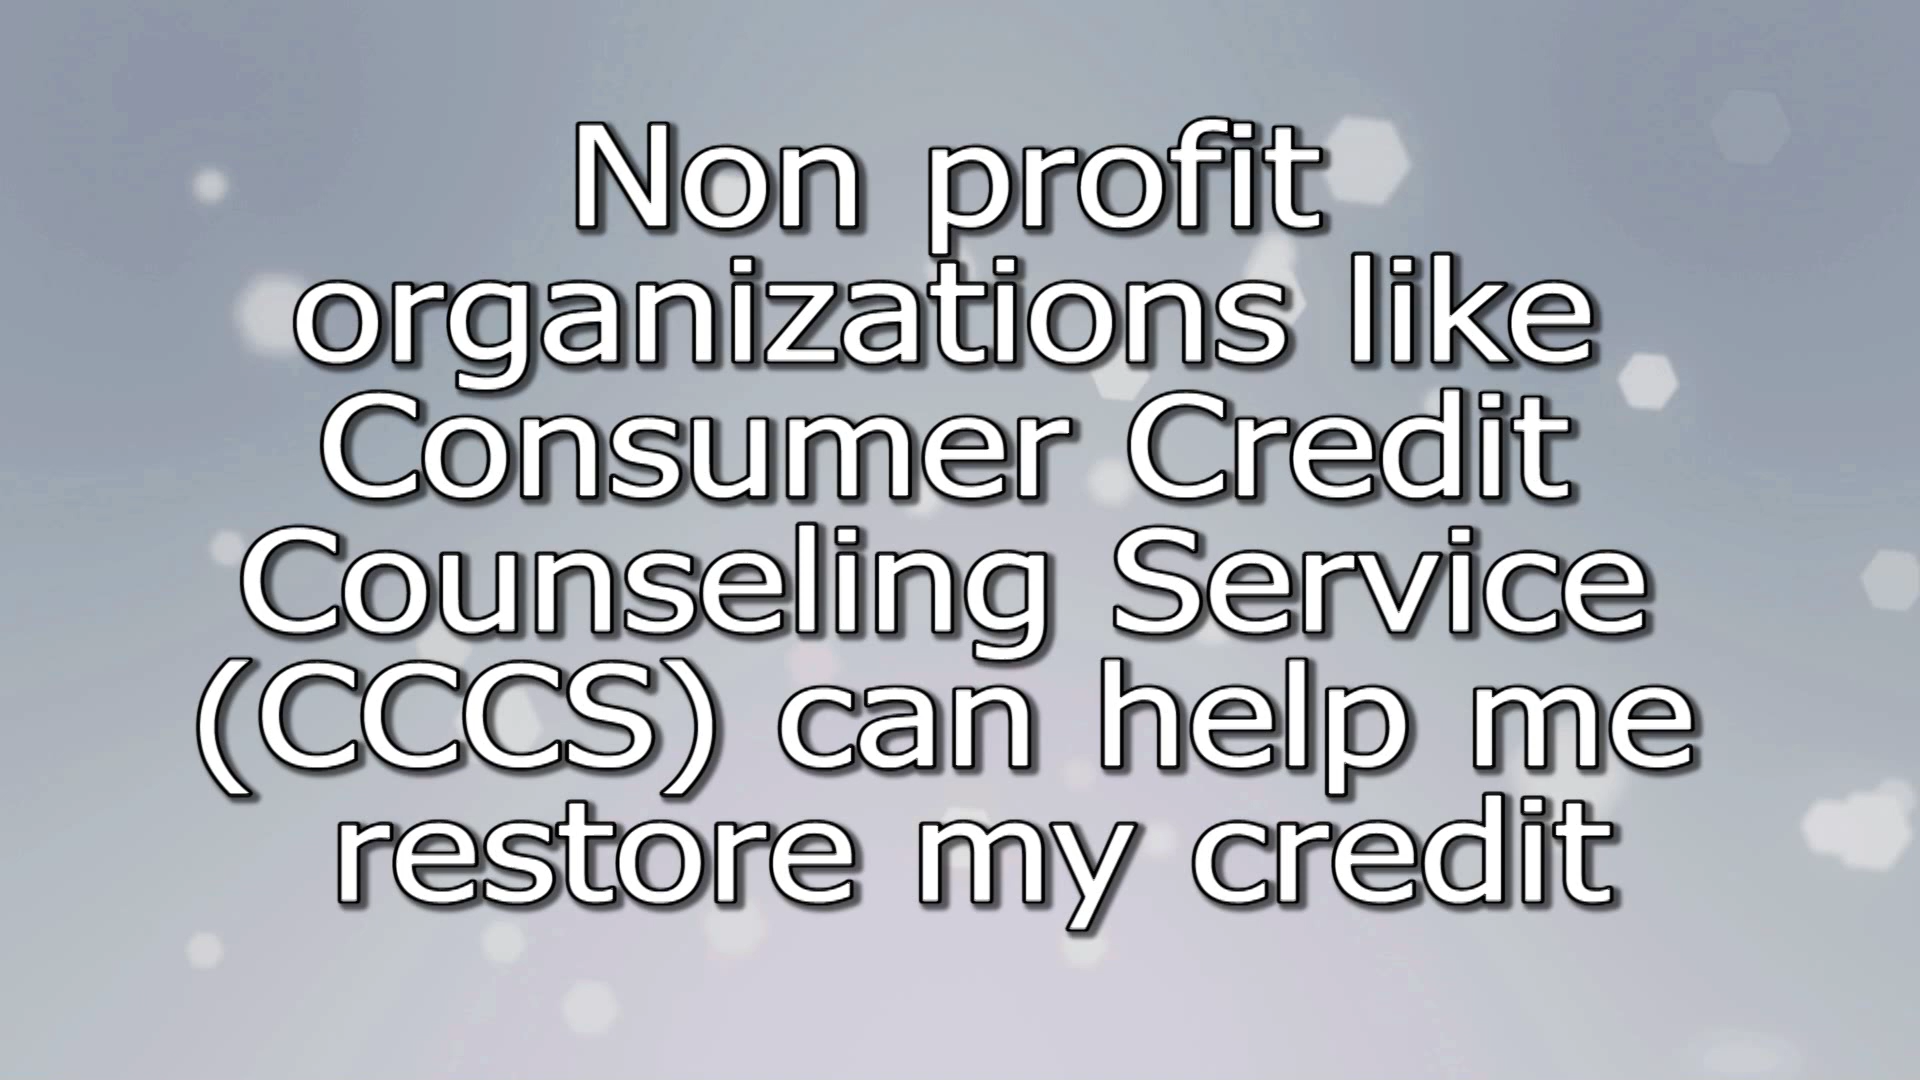 Non profit
organizations like
Consumer Credit
Counseling Service
(CCCS) can help me
restore my credit